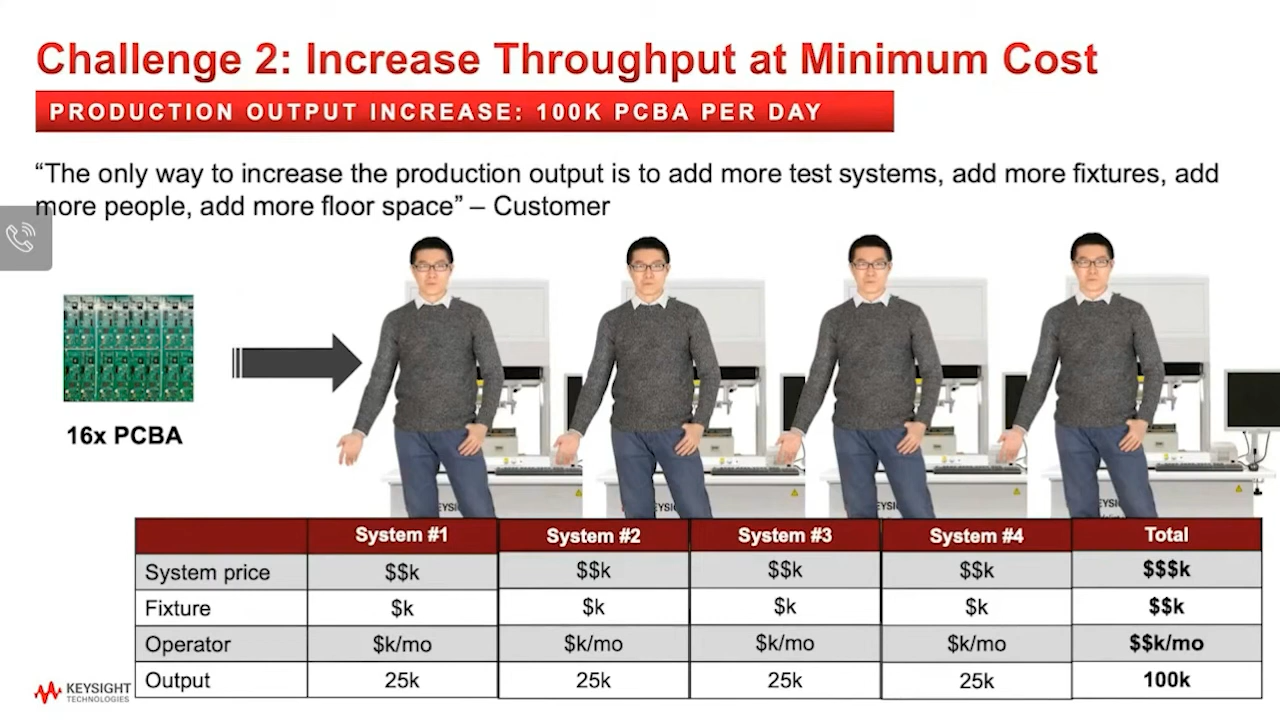 Challenge 2: Increase Throughput at Minimum Cost
PRODUCTION OUTPUT INCREASE: 100K PCBA PER DAY
“The only way to increase the production output is to add more test systems, add more fixtures, add
more people, add more floor space” – Customer
16x PCBA
System #1 System #2 System #3 System #4 Total
System price $$k $$k $$k $$k $$$k
Fixture $k $k $k $k $$k
Operator $k/mo $k/mo $k/mo $k/mo $$k/mo
Output 25k 25k 25k 25k 100k
KEYSIGHT
TECHNOLOGIES